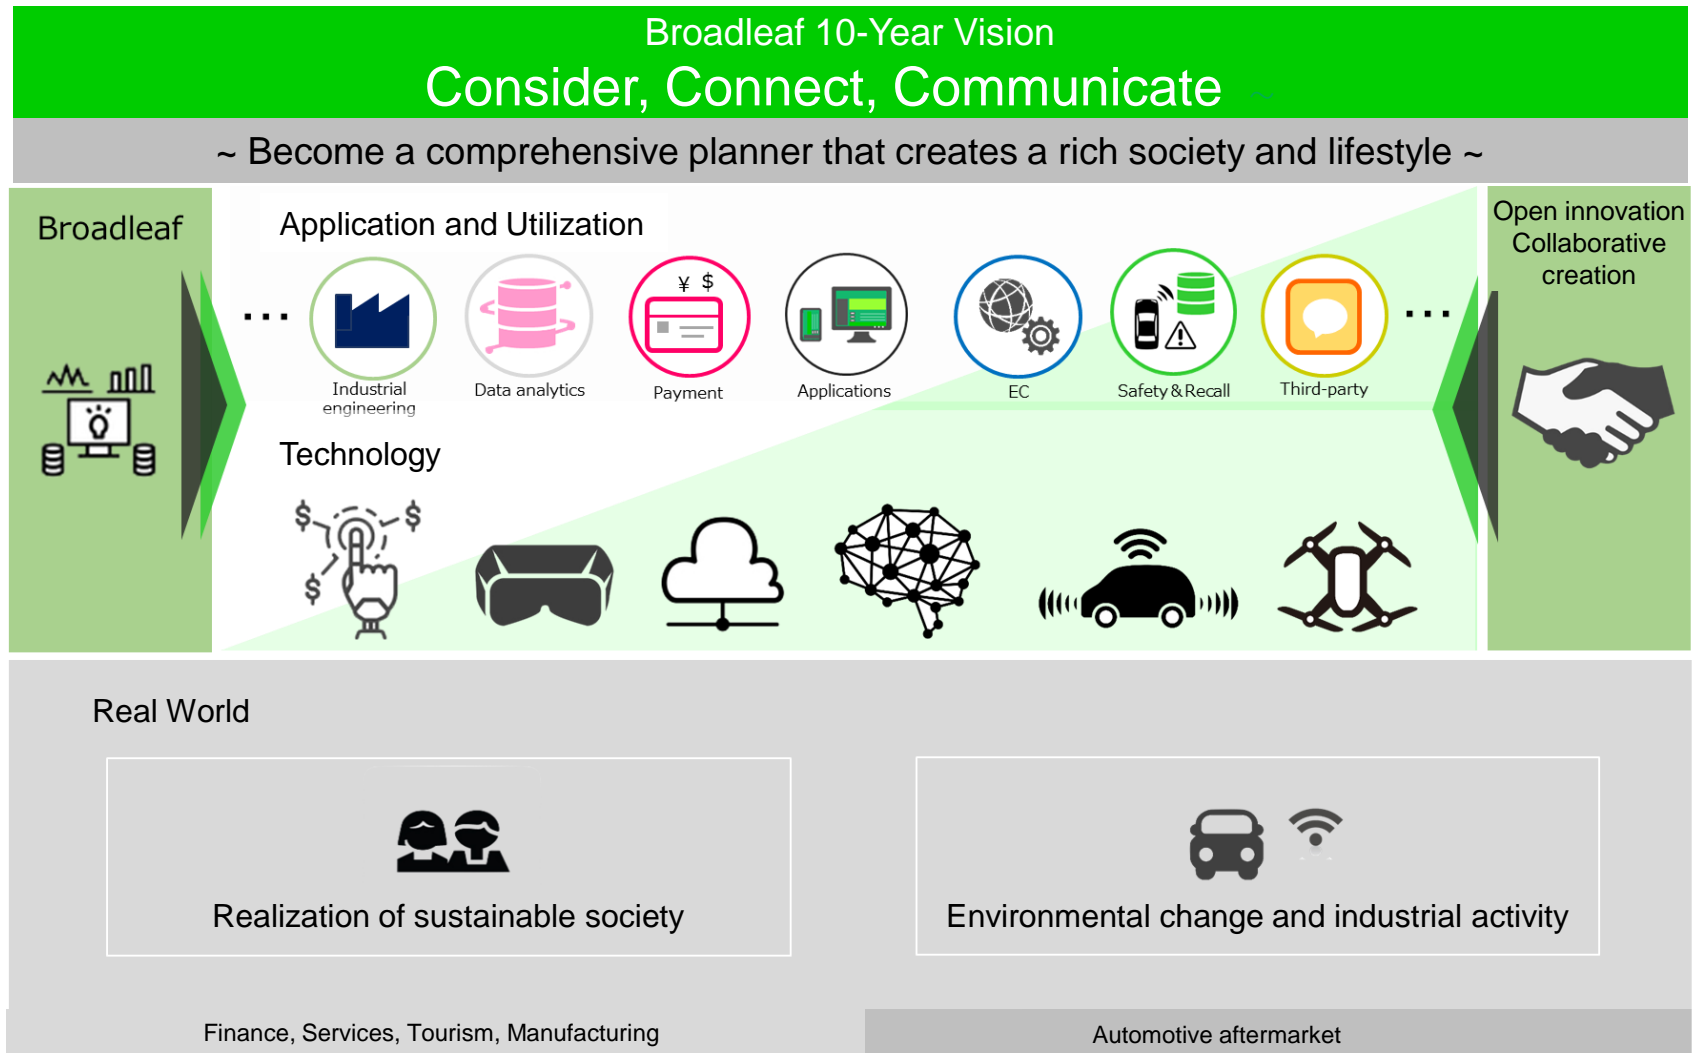 Broadleaf 10-Year Vision
Consider, Connect, Communicate ~
~ Become a comprehensive planner that creates a rich society and lifestyle ~
Broadleaf
Application and Utilization
Open innovation
Collaborative
creation
¥ $
...
...
Industrial
engineering
Data analytics
Payment
Applications
EC
Safety & Recall
Third-party
Technology
$ $
$
Real World
Realization of sustainable society
Environmental change and industrial activity
Finance, Services, Tourism, Manufacturing
Automotive aftermarket